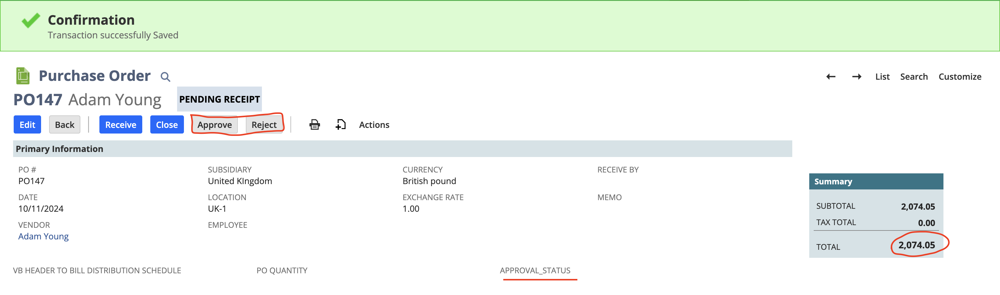 Confirmation
Transaction successfully Saved
Purchase Order
List Search Customize
PO147 Adam Young PENDING RECEIPT
Edit Back Receive Close Approve Reject Actions
Primary Information
PO #
PO147
SUBSIDIARY
United KIngdom
CURRENCY
British pound
RECEIVE BY
DATE
10/11/2024
LOCATION
UK-1
EXCHANGE RATE
1.00
MEMO
VENDOR
Adam Young
EMPLOYEE
Summary
SUBTOTAL 2,074.05
TAX TOTAL 0.00
TOTAL 2,074.05
VB HEADER TO BILL DISTRIBUTION SCHEDULE
PO QUANTITY
APPROVAL_STATUS